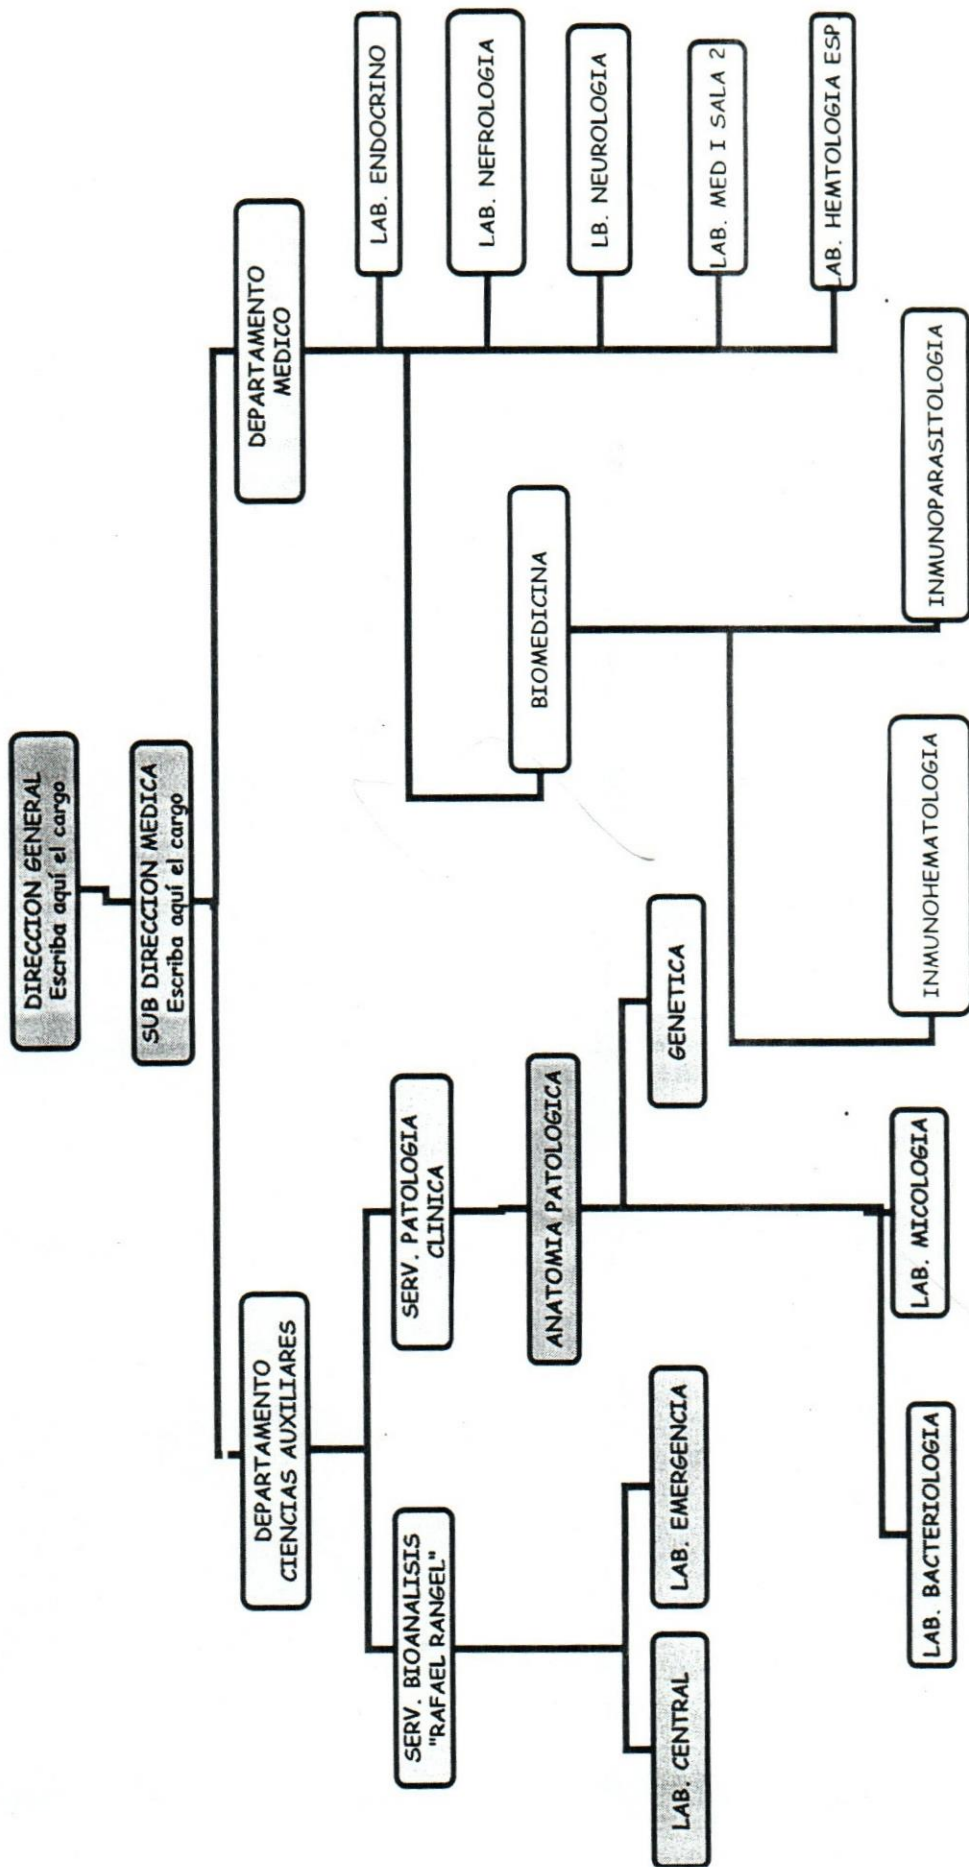 DIRECCION GENERAL
Escriba aquí el cargo
SUB DIRECCION MEDICA
Escriba aquí el cargo
DEPARTAMENTO
CIENCIAS AUXILIARES
DEPARTAMENTO
MEDICO
SERV. BIOANALISIS
"RAFAEL RANGEL"
SERV. PATOLOGIA
CLINICA
LAB. CENTRAL
LAB. EMERGENCIA
ANATOMIA PATOLOGICA
GENETICA
LAB. BACTERIOLOGIA
LAB. MICOLOGIA
BIOMEDICINA
INMUNOHEMATOLOGIA
INMUNOPARASITOLOGIA
LAB. ENDOCRINO
LAB. NEFROLOGIA
LB. NEUROLOGIA
LAB. MED I SALA 2
LAB. HEMTOLOGIA ESP